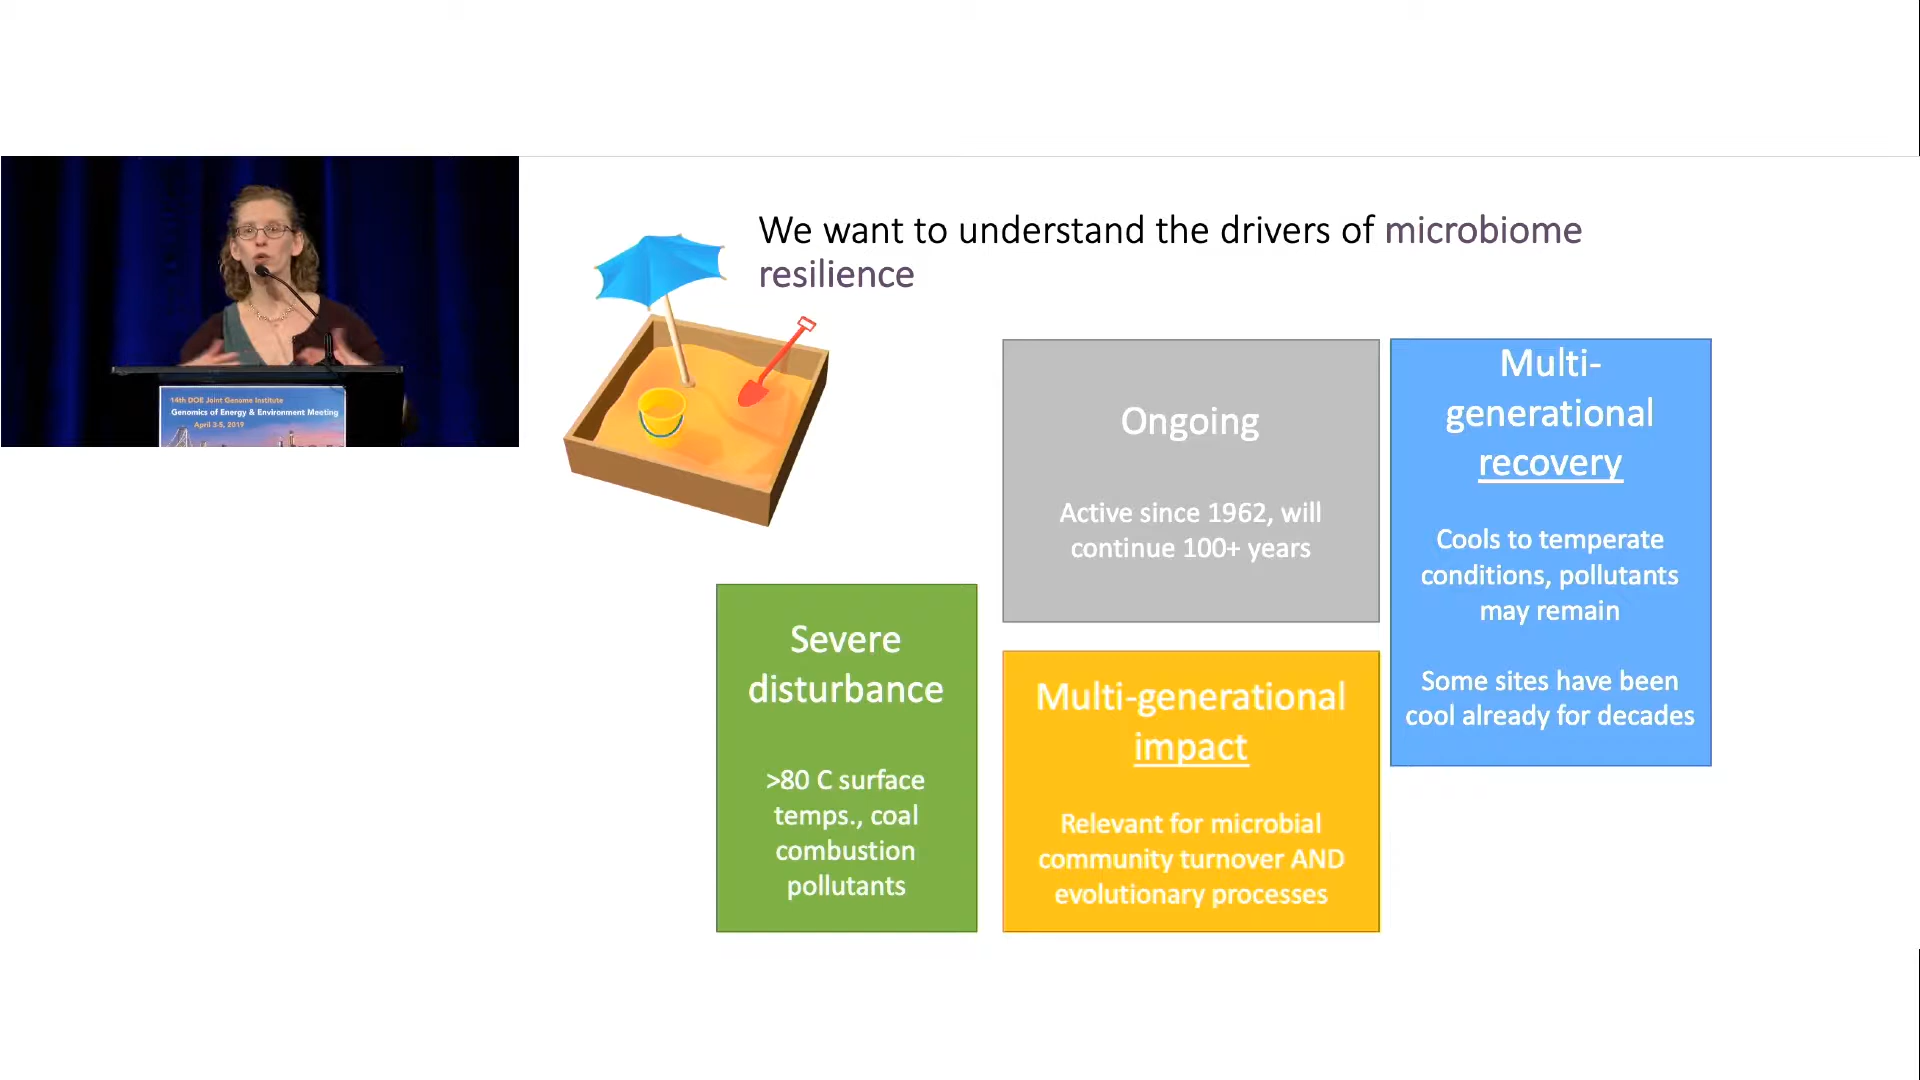 14th DOE Joint Genome Institute
Genomics of Energy & Environment Meeting
April 3-5, 2019
We want to understand the drivers of microbiome
resilience
Severe
disturbance
>80 C surface
temps., coal
combustion
pollutants
Ongoing
Active since 1962, will
continue 100+ years
Multi-generational
impact
Relevant for microbial
community turnover AND
evolutionary processes
Multi-
generational
recovery
Cools to temperate
conditions, pollutants
may remain
Some sites have been
cool already for decades